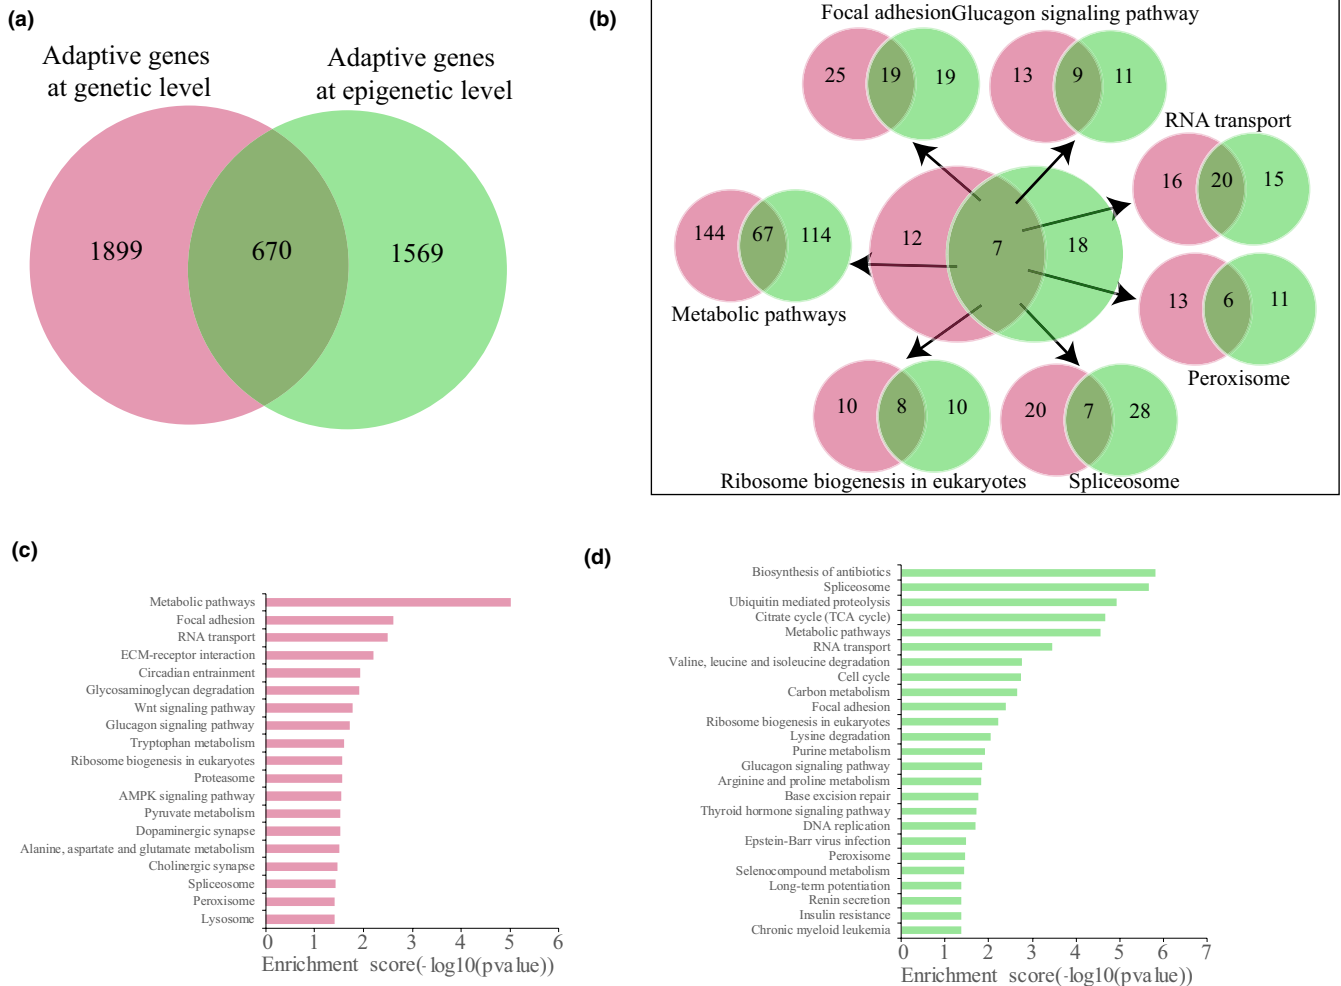 (a)
Adaptive genes
at genetic level
Adaptive genes
at epigenetic level
1899
670
1569
(b)
Focal adhesion
Glucagon signaling pathway
25
19
19
13
9
11
RNA transport
16
20
15
144
67
114
Metabolic pathways
12
7
18
13
6
11
Peroxisome
10
8
10
Ribosome biogenesis in eukaryotes
20
7
28
Spliceosome
(c)
Metabolic pathways
Focal adhesion
RNA transport
ECM-receptor interaction
Circadian entrainment
Glycosaminoglycan degradation
Wnt signaling pathway
Glucagon signaling pathway
Tryptophan metabolism
Ribosome biogenesis in eukaryotes
Proteasome
AMPK signaling pathway
Pyruvate metabolism
Dopaminergic synapse
Alanine, aspartate and glutamate metabolism
Cholinergic synapse
Spliceosome
Peroxisome
Lysosome
0 1 2 3 4 5 6
Enrichment score(-log10(pvalue))
(d)
Biosynthesis of antibiotics
Spliceosome
Ubiquitin mediated proteolysis
Citrate cycle (TCA cycle)
Metabolic pathways
RNA transport
Valine, leucine and isoleucine degradation
Cell cycle
Carbon metabolism
Focal adhesion
Ribosome biogenesis in eukaryotes
Lysine degradation
Purine metabolism
Glucagon signaling pathway
Arginine and proline metabolism
Base excision repair
Thyroid hormone signaling pathway
DNA replication
Epstein-Barr virus infection
Peroxisome
Selenocompound metabolism
Long-term potentiation
Renin secretion
Insulin resistance
Chronic myeloid leukemia
0 1 2 3 4 5 6 7
Enrichment score(-log10(pvalue))